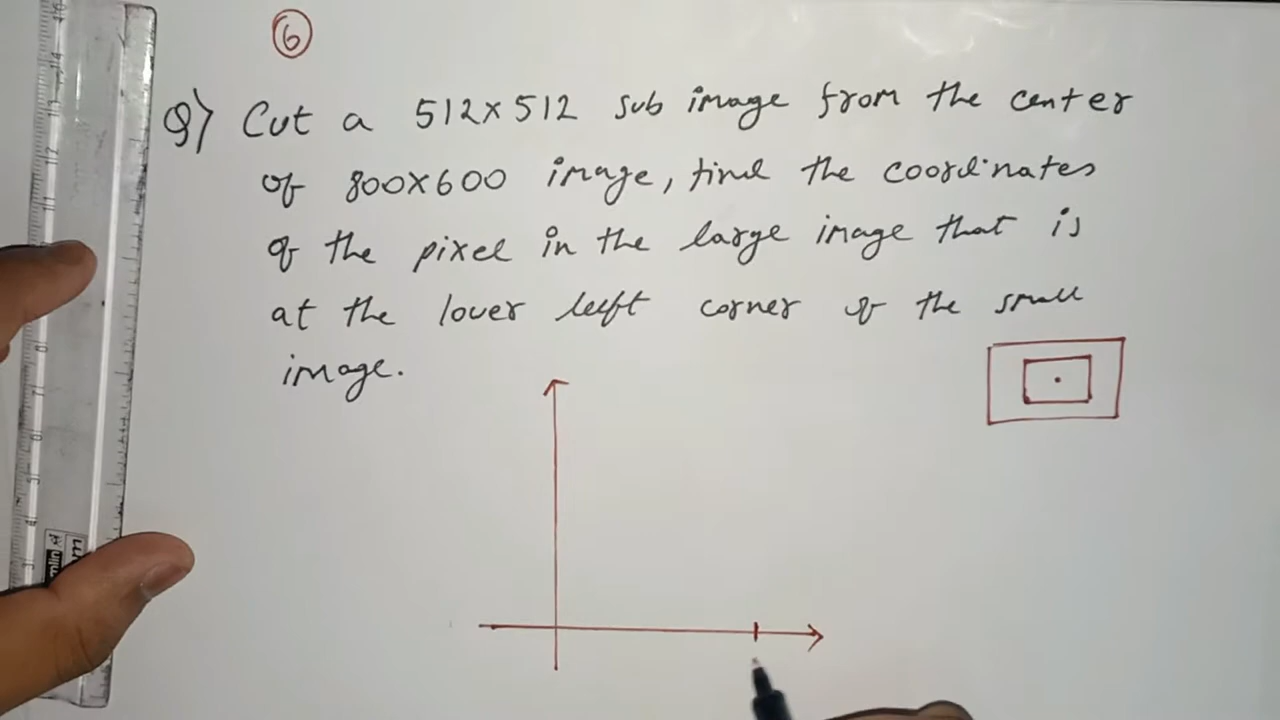 6
Q) Cut a 512x512 sub image from the center
of 800x600 image, find the coordinates
of the pixel in the large image that is
at the lover left corner of the small
image.